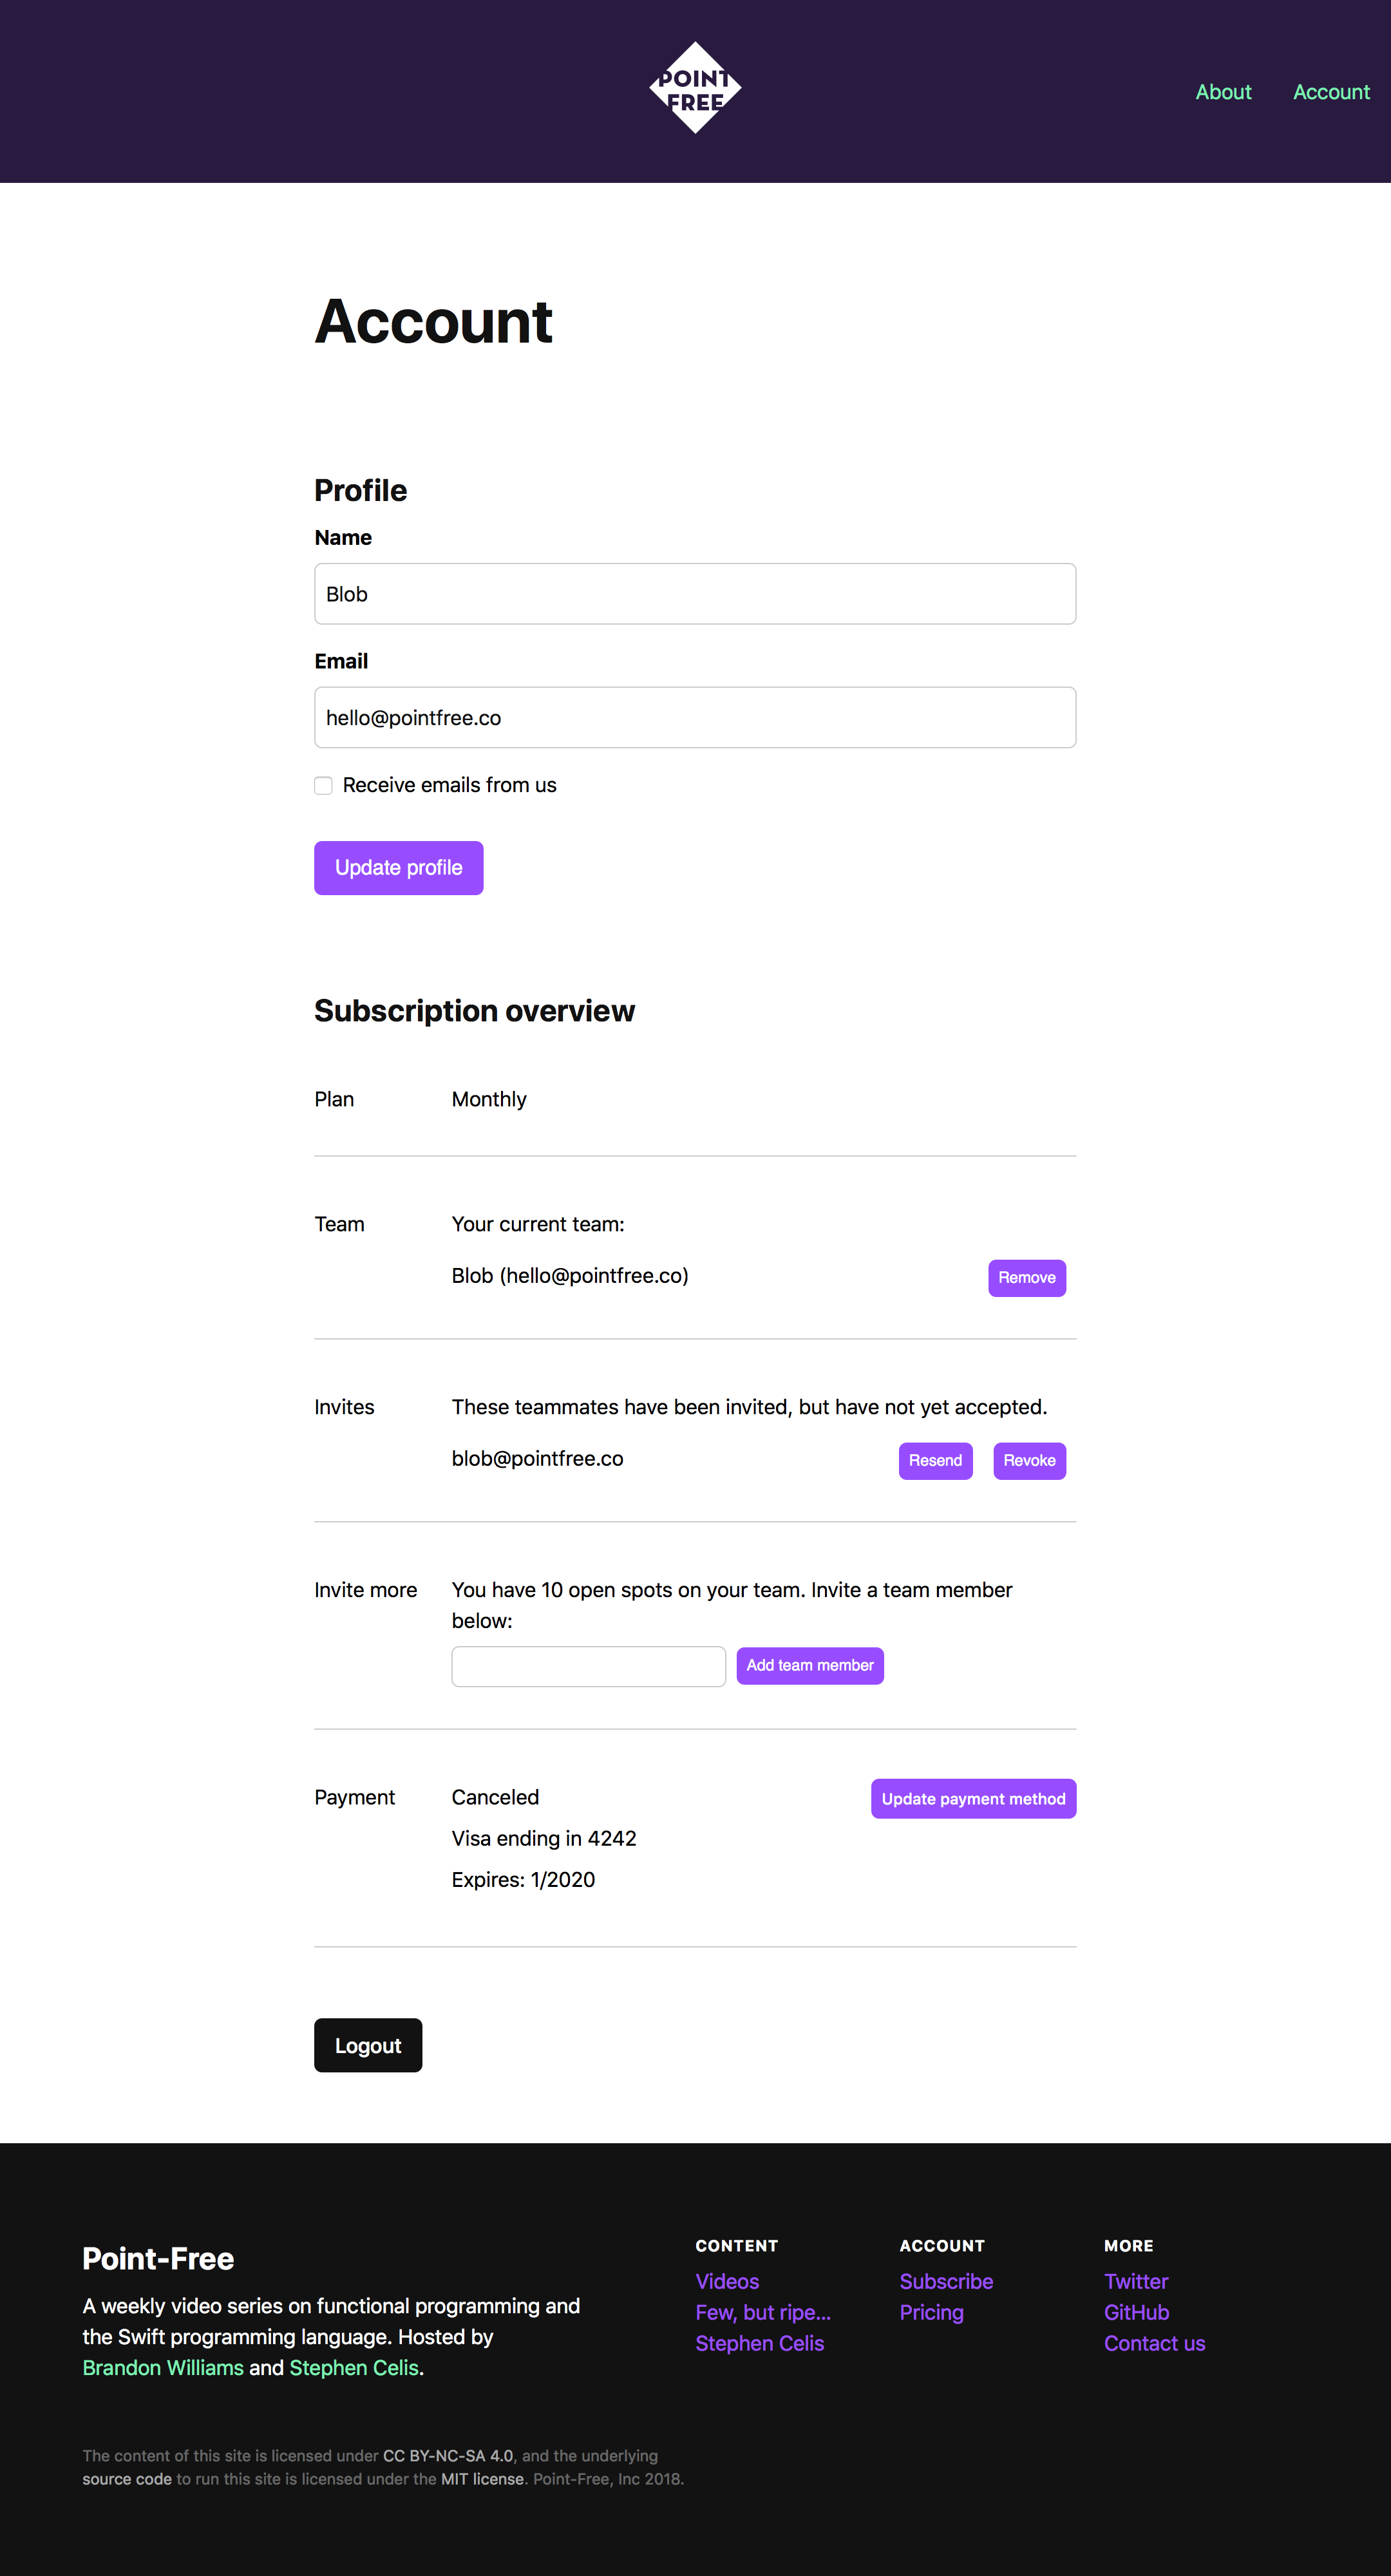 POINT
FREE
About
Account
Account
Profile
Name
Blob
Email
hello@pointfree.co
Receive emails from us
Update profile
Subscription overview
Plan
Monthly
Team
Your current team:
Blob (hello@pointfree.co)
Remove
Invites
These teammates have been invited, but have not yet accepted.
blob@pointfree.co
Resend
Revoke
Invite more
You have 10 open spots on your team. Invite a team member
below:
Add team member
Payment
Canceled
Update payment method
Visa ending in 4242
Expires: 1/2020
Logout
Point-Free
A weekly video series on functional programming and
the Swift programming language. Hosted by
Brandon Williams and Stephen Celis.
CONTENT
Videos
Few, but ripe...
Stephen Celis
ACCOUNT
Subscribe
Pricing
MORE
Twitter
GitHub
Contact us
The content of this site is licensed under CC BY-NC-SA 4.0, and the underlying
source code to run this site is licensed under the MIT license. Point-Free, Inc 2018.